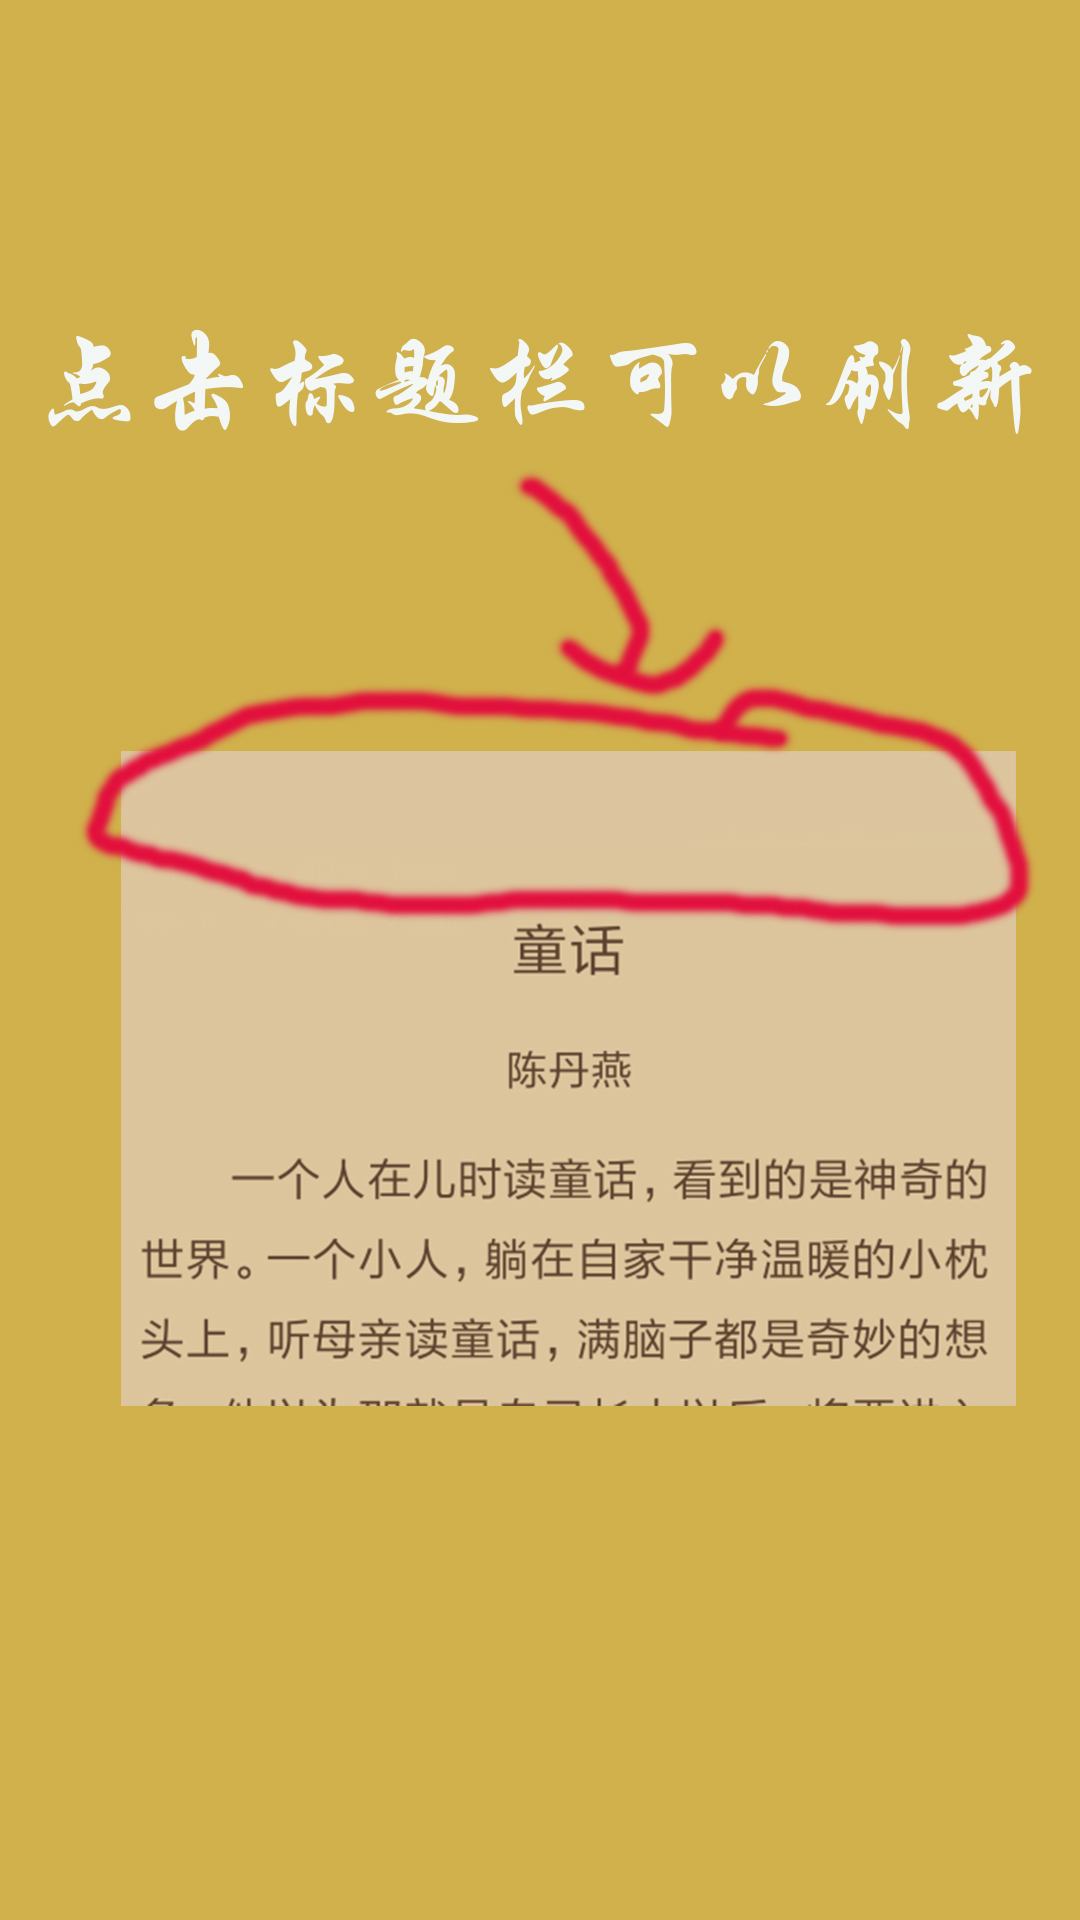 点击标题栏可以刷新
童话
陈丹燕
一个人在儿时读童话，看到的是神奇的
世界。一个小人，躺在自家干净温暖的小枕
头上，听母亲读童话，满脑子都是奇妙的想